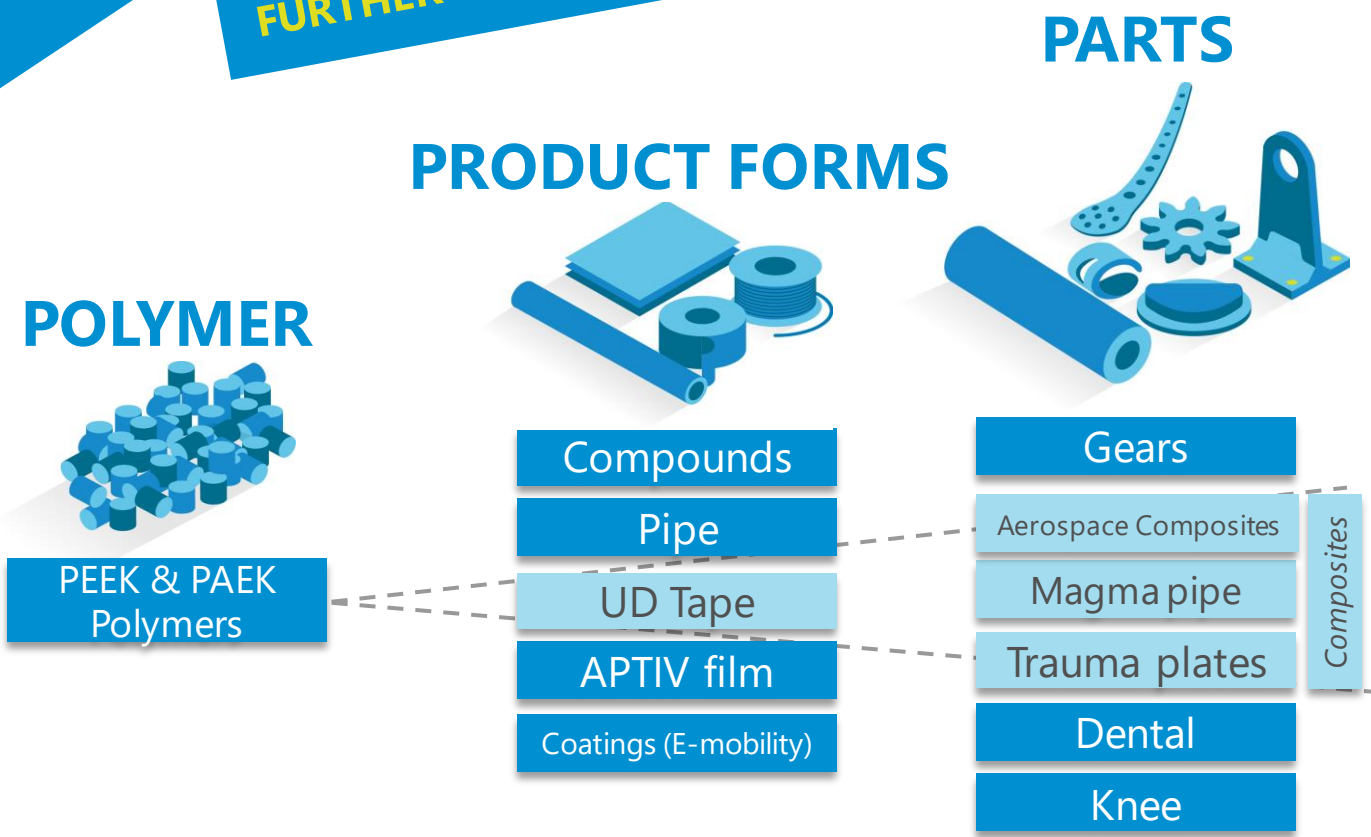 FURTHER
PARTS
PRODUCT FORMS
POLYMER
PEEK & PAEK
Polymers
Compounds
Pipe
UD Tape
APTIV film
Coatings (E-mobility)
Gears
Aerospace Composites
Magma pipe
Trauma plates
Dental
Knee
Composites